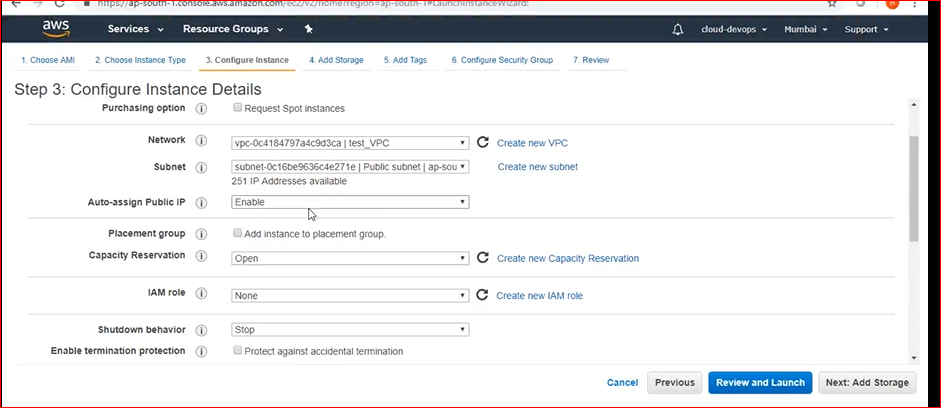 https://ap-south-1.console.aws.amazon.com/ec2/v2/home?region=ap-south-1#LaunchInstanceWizard:
aws Services Resource Groups cloud-devops Mumbai Support
1. Choose AMI 2. Choose Instance Type 3. Configure Instance 4. Add Storage 5. Add Tags 6. Configure Security Group 7. Review
Step 3: Configure Instance Details
Purchasing option i Request Spot instances
Network i vpc-0c4184797a4c9d3ca | test_VPC Create new VPC
Subnet i subnet-0c16be9636c4e271e | Public subnet | ap-sou Create new subnet
251 IP Addresses available
Auto-assign Public IP i Enable
Placement group i Add instance to placement group.
Capacity Reservation i Open Create new Capacity Reservation
IAM role i None Create new IAM role
Shutdown behavior i Stop
Enable termination protection i Protect against accidental termination
Cancel Previous Review and Launch Next: Add Storage